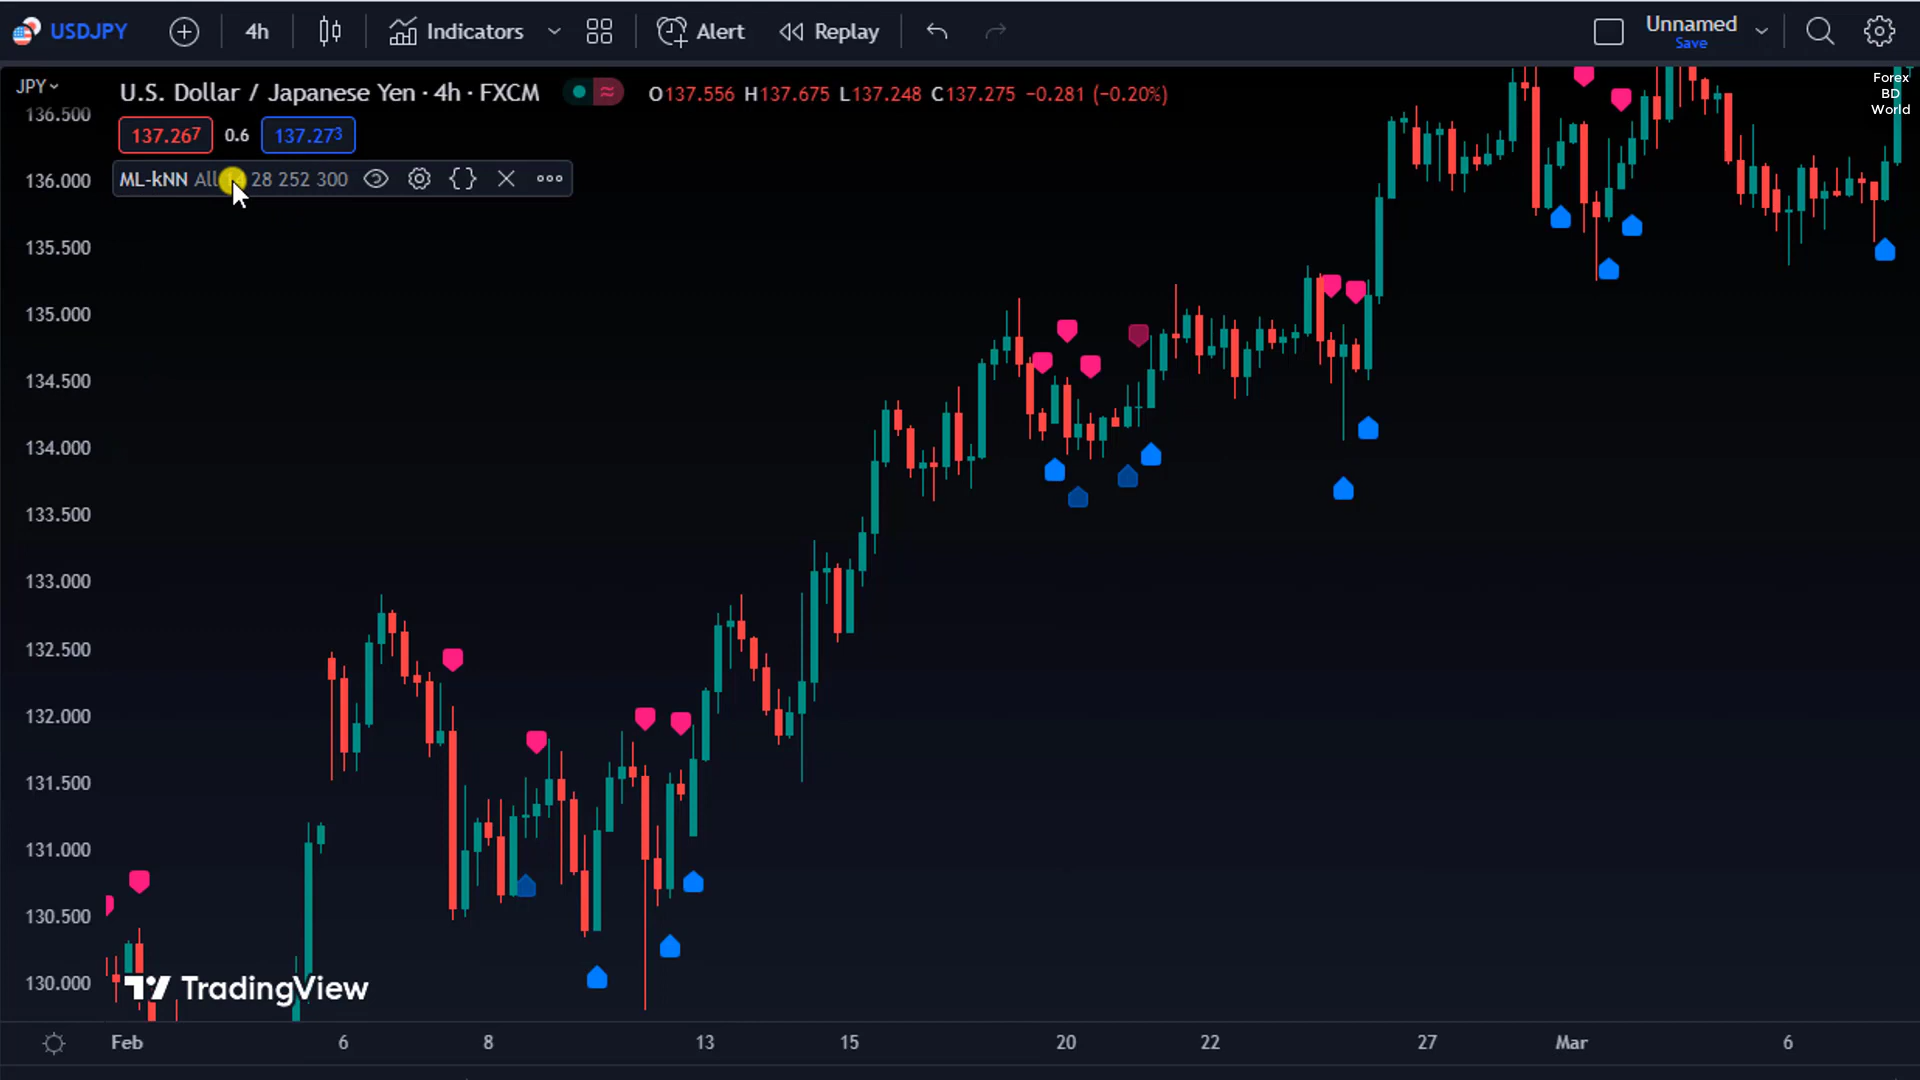 USDJPY 4h Indicators Alert Replay Unnamed
Save
JPY U.S. Dollar / Japanese Yen · 4h · FXCM O137.556 H137.675 L137.248 C137.275 −0.281 (−0.20%)
Forex
BD
World
137.267 0.6 137.273
ML-kNN All 28 252 300
136.500
136.000
135.500
135.000
134.500
134.000
133.500
133.000
132.500
132.000
131.500
131.000
130.500
130.000
TradingView
Feb 6 8 13 15 20 22 27 Mar 6